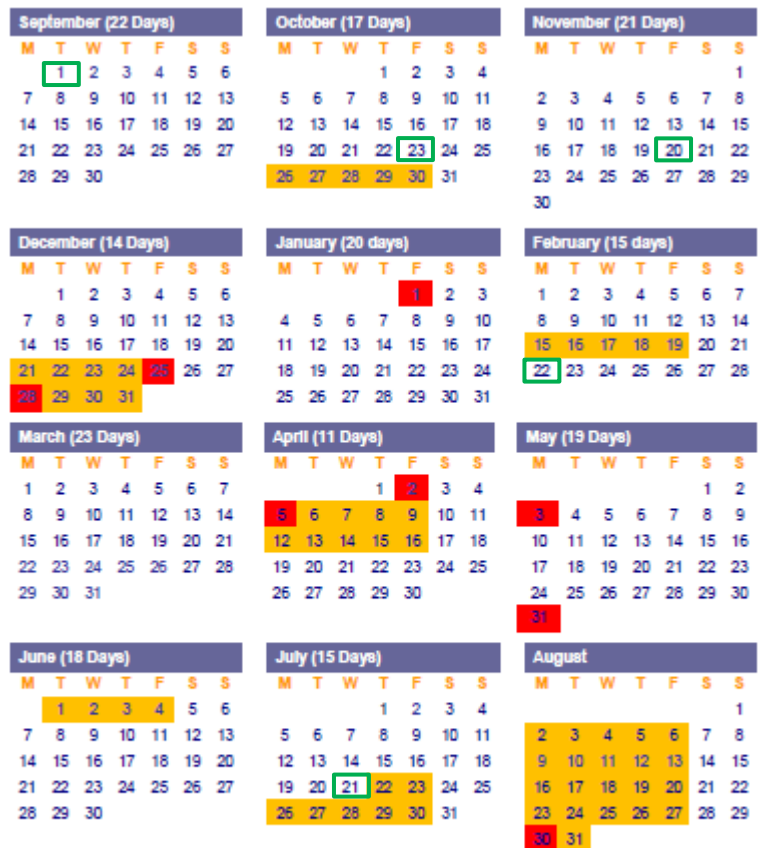 September (22 Days)
M T W T F S S
1 2 3 4 5 6
7 8 9 10 11 12 13
14 15 16 17 18 19 20
21 22 23 24 25 26 27
28 29 30
October (17 Days)
M T W T F S S
1 2 3 4
5 6 7 8 9 10 11
12 13 14 15 16 17 18
19 20 21 22 23 24 25
26 27 28 29 30 31
November (21 Days)
M T W T F S S
1
2 3 4 5 6 7 8
9 10 11 12 13 14 15
16 17 18 19 20 21 22
23 24 25 26 27 28 29
30
December (14 Days)
M T W T F S S
1 2 3 4 5 6
7 8 9 10 11 12 13
14 15 16 17 18 19 20
21 22 23 24 25 26 27
28 29 30 31
January (20 days)
M T W T F S S
1 2 3
4 5 6 7 8 9 10
11 12 13 14 15 16 17
18 19 20 21 22 23 24
25 26 27 28 29 30 31
February (15 days)
M T W T F S S
1 2 3 4 5 6 7
8 9 10 11 12 13 14
15 16 17 18 19 20 21
22 23 24 25 26 27 28
March (23 Days)
M T W T F S S
1 2 3 4 5 6 7
8 9 10 11 12 13 14
15 16 17 18 19 20 21
22 23 24 25 26 27 28
29 30 31
April (11 Days)
M T W T F S S
1 2 3 4
5 6 7 8 9 10 11
12 13 14 15 16 17 18
19 20 21 22 23 24 25
26 27 28 29 30
May (19 Days)
M T W T F S S
1 2
3 4 5 6 7 8 9
10 11 12 13 14 15 16
17 18 19 20 21 22 23
24 25 26 27 28 29 30
31
June (18 Days)
M T W T F S S
1 2 3 4 5 6
7 8 9 10 11 12 13
14 15 16 17 18 19 20
21 22 23 24 25 26 27
28 29 30
July (15 Days)
M T W T F S S
1 2 3 4
5 6 7 8 9 10 11
12 13 14 15 16 17 18
19 20 21 22 23 24 25
26 27 28 29 30 31
August
M T W T F S S
1
2 3 4 5 6 7 8
9 10 11 12 13 14 15
16 17 18 19 20 21 22
23 24 25 26 27 28 29
30 31